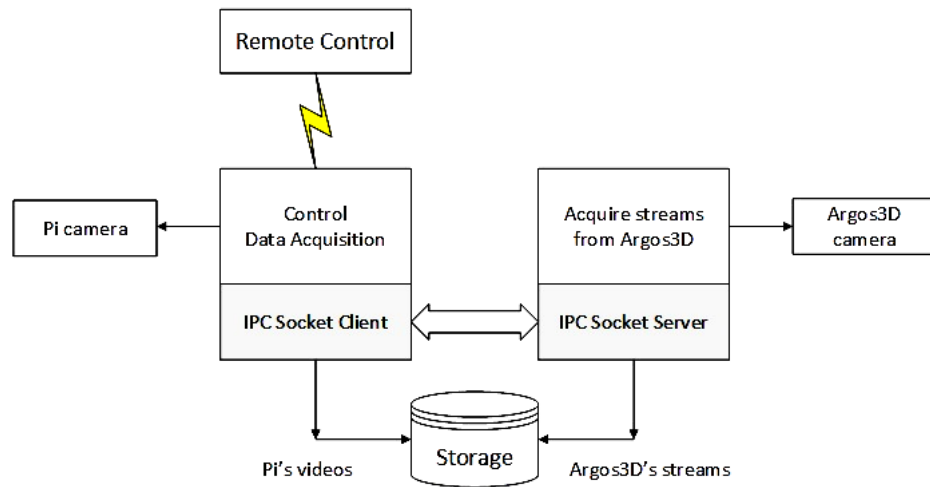 Remote Control
Pi camera
Control
Data Acquisition
Acquire streams
from Argos3D
Argos3D
camera
IPC Socket Client
IPC Socket Server
Pi's videos
Storage
Argos3D's streams